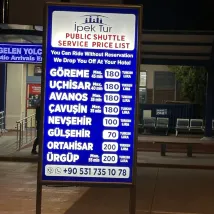 GELEN YOLC
İpek Tur
PUBLIC SHUTTLE
SERVICE PRICE LIST
You Can Ride Without Reservation
We Drop You Off At Your Hotel
GÖREME 180
UÇHİSAR 180
AVANOS 180
ÇAVUŞİN 180
NEVŞEHİR 100
GÜLŞEHİR 70
ORTAHİSAR 200
ÜRGÜP 200
+90 531 735 10 78